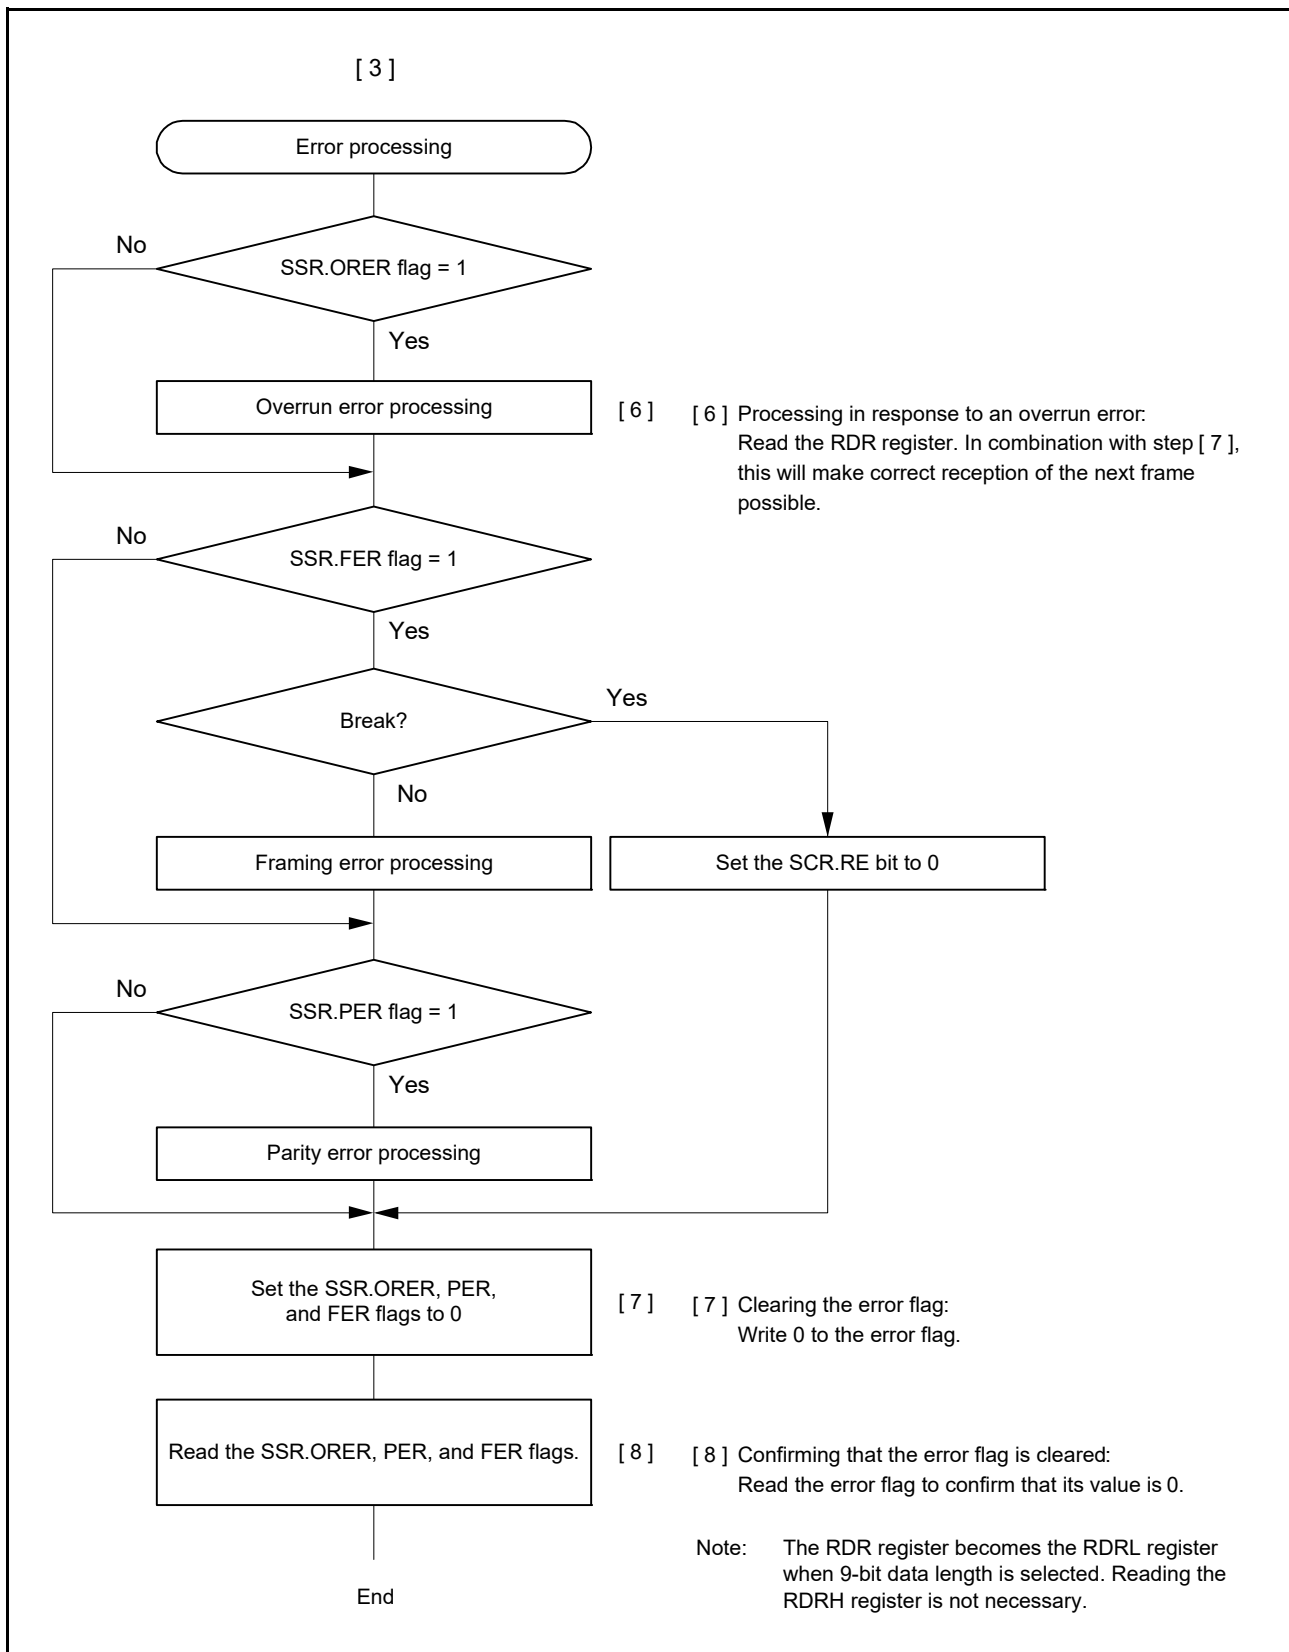 [ 3 ]
Error processing
No
SSR.ORER flag = 1
Yes
Overrun error processing
[ 6 ]
[ 6 ] Processing in response to an overrun error:
Read the RDR register. In combination with step [ 7 ],
this will make correct reception of the next frame
possible.
No
SSR.FER flag = 1
Yes
Break?
Yes
No
Framing error processing
Set the SCR.RE bit to 0
No
SSR.PER flag = 1
Yes
Parity error processing
Set the SSR.ORER, PER,
and FER flags to 0
[ 7 ]
[ 7 ] Clearing the error flag:
Write 0 to the error flag.
Read the SSR.ORER, PER, and FER flags.
[ 8 ]
[ 8 ] Confirming that the error flag is cleared:
Read the error flag to confirm that its value is 0.
Note: The RDR register becomes the RDRL register
when 9-bit data length is selected. Reading the
RDRH register is not necessary.
End